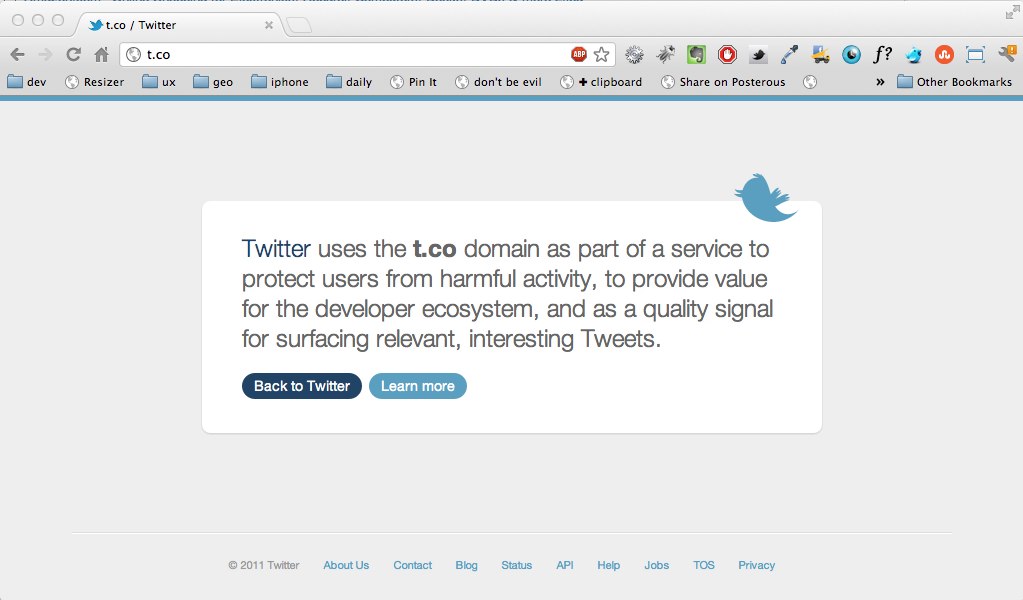 t.co / Twitter
t.co
ABP
f?
dev Resizer ux geo iphone daily Pin It don't be evil + clipboard Share on Posterous » Other Bookmarks
Twitter uses the t.co domain as part of a service to
protect users from harmful activity, to provide value
for the developer ecosystem, and as a quality signal
for surfacing relevant, interesting Tweets.
Back to Twitter Learn more
© 2011 Twitter About Us Contact Blog Status API Help Jobs TOS Privacy